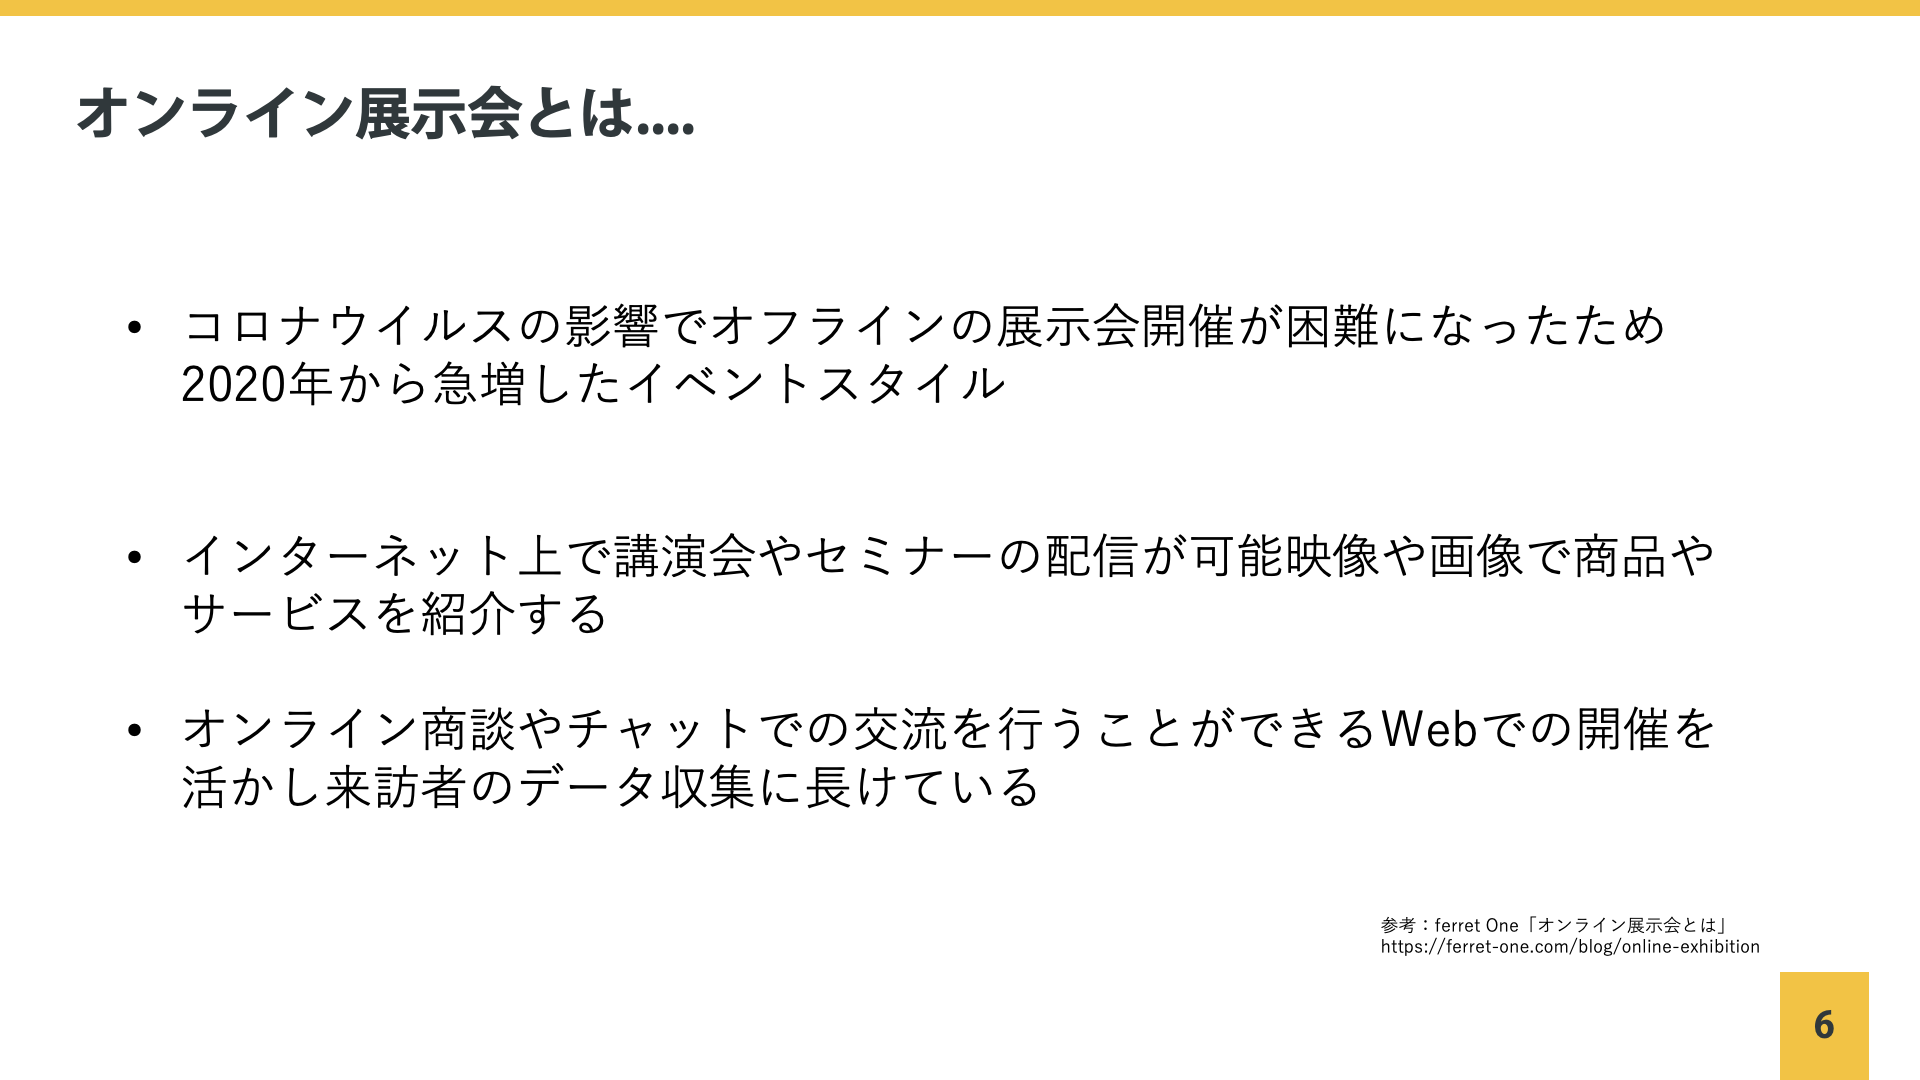 オンライン展示会とは....
• コロナウイルスの影響でオフラインの展示会開催が困難になったため
2020年から急増したイベントスタイル
• インターネット上で講演会やセミナーの配信が可能映像や画像で商品や
サービスを紹介する
• オンライン商談やチャットでの交流を行うことができるWebでの開催を
活かし来訪者のデータ収集に長けている
参考：ferret One「オンライン展示会とは」
https://ferret-one.com/blog/online-exhibition
6